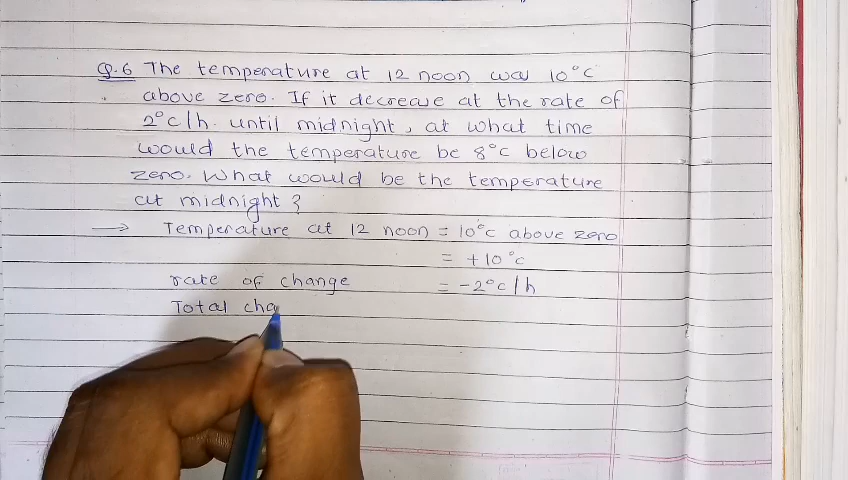 Q.6 The temperature at 12 noon was 10°C
above zero. If it decrease at the rate of
2°C/h. until midnight, at what time
would the temperature be 8°C below
zero. What would be the temperature
at midnight?
→ Temperature at 12 noon = 10°C above zero
= +10°C
rate of change = -2°C/h
Total cha